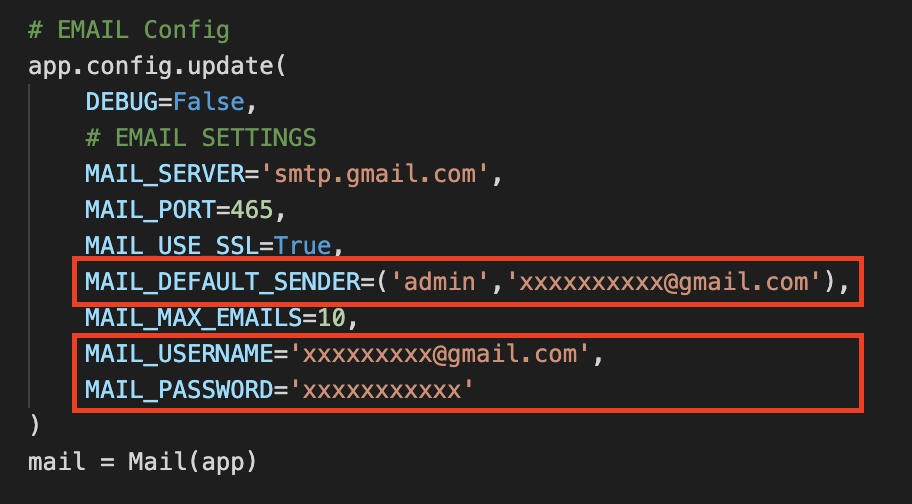 # EMAIL Config
app.config.update(
DEBUG=False,
# EMAIL SETTINGS
MAIL_SERVER='smtp.gmail.com',
MAIL_PORT=465,
MAIL_USE_SSL=True,
MAIL_DEFAULT_SENDER=('admin','xxxxxxxxxx@gmail.com'),
MAIL_MAX_EMAILS=10,
MAIL_USERNAME='xxxxxxxxx@gmail.com',
MAIL_PASSWORD='xxxxxxxxxxx'
)
mail = Mail(app)